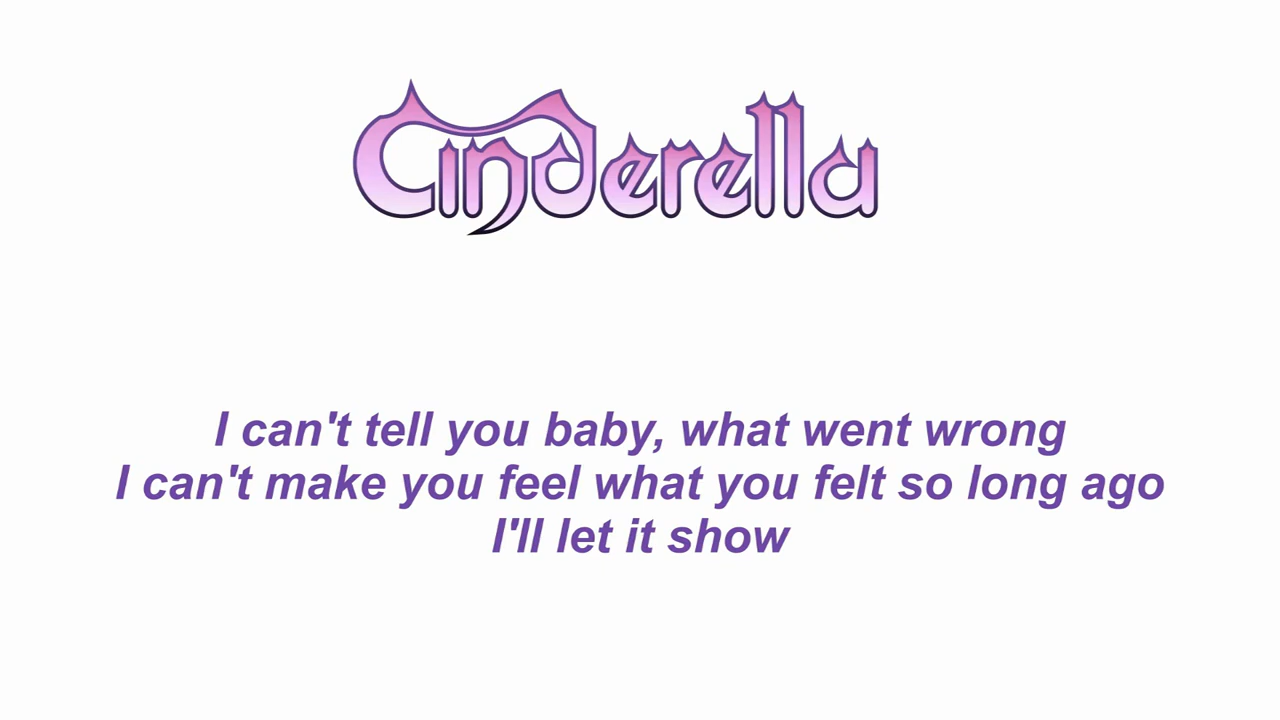 Cinderella
I can't tell you baby, what went wrong
I can't make you feel what you felt so long ago
I'll let it show